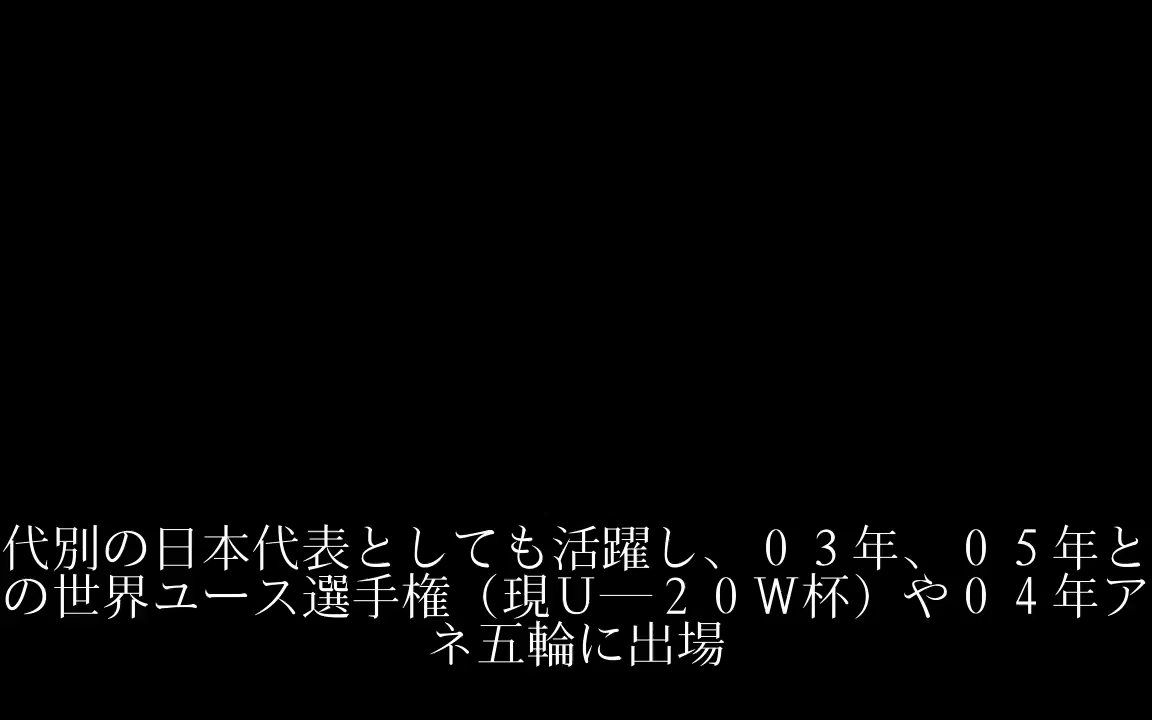 代別の日本代表としても活躍し、０３年、０５年と
の世界ユース選手権（現Ｕ―２０Ｗ杯）や０４年ア
ネ五輪に出場